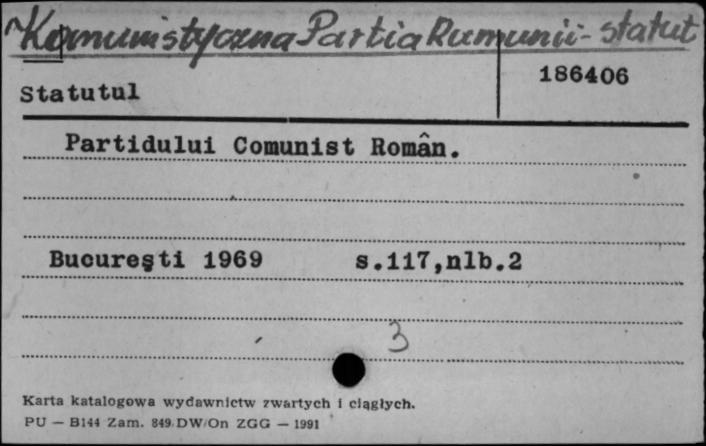 Komunistyczna Partia Rumunii - statut
186406
Statutul
Partidului Comunist Român.
Bucureşti 1969 s.117,nlb.2
3
Karta katalogowa wydawnictw zwartych i ciągłych.
PU — B144 Zam. 849/DW/On ZGG — 1991